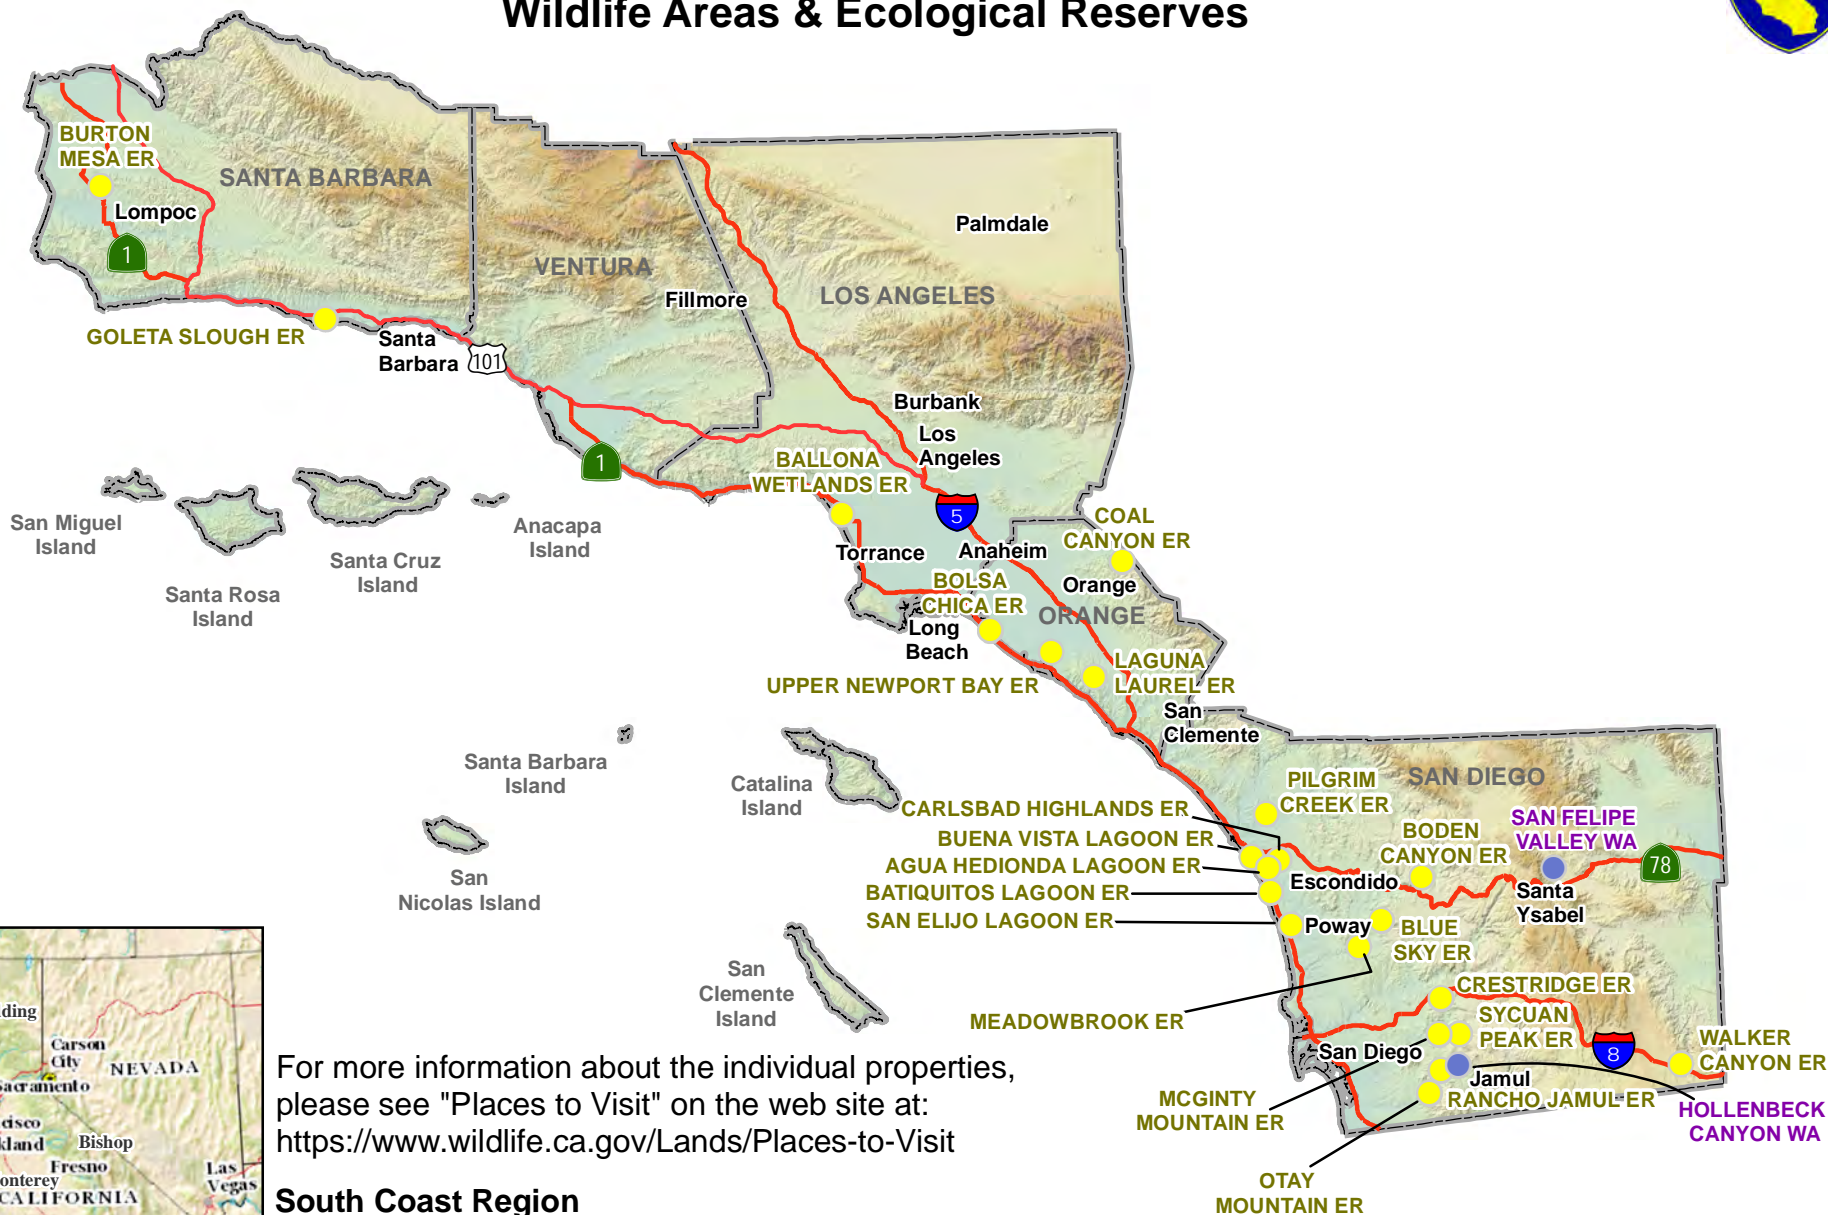 Wildlife Areas & Ecological Reserves
BURTON
MESA ER
SANTA BARBARA
Lompoc
1
GOLETA SLOUGH ER
Santa
Barbara
101
VENTURA
Fillmore
Palmdale
LOS ANGELES
Burbank
Los
Angeles
1
BALLONA
WETLANDS ER
5
Torrance
Anaheim
COAL
CANYON ER
Orange
ORANGE
BOLSA
CHICA ER
Long
Beach
UPPER NEWPORT BAY ER
LAGUNA
LAUREL ER
San
Clemente
San Miguel
Island
Santa Rosa
Island
Santa Cruz
Island
Anacapa
Island
Santa Barbara
Island
San
Nicolas Island
Catalina
Island
San
Clemente
Island
PILGRIM
CREEK ER
SAN DIEGO
CARLSBAD HIGHLANDS ER
BUENA VISTA LAGOON ER
AGUA HEDIONDA LAGOON ER
BATIQUITOS LAGOON ER
SAN ELIJO LAGOON ER
Escondido
BODEN
CANYON ER
SAN FELIPE
VALLEY WA
78
Santa
Ysabel
Poway
BLUE
SKY ER
MEADOWBROOK ER
CRESTRIDGE ER
SYCUAN
PEAK ER
San Diego
8
WALKER
CANYON ER
Jamul
RANCHO JAMUL ER
MCGINTY
MOUNTAIN ER
HOLLENBECK
CANYON WA
OTAY
MOUNTAIN ER
For more information about the individual properties,
please see "Places to Visit" on the web site at:
https://www.wildlife.ca.gov/Lands/Places-to-Visit
South Coast Region
ding
Carson
City
NEVADA
Sacramento
cisco
kland
Bishop
Fresno
onterey
CALIFORNIA
Las
Vegas